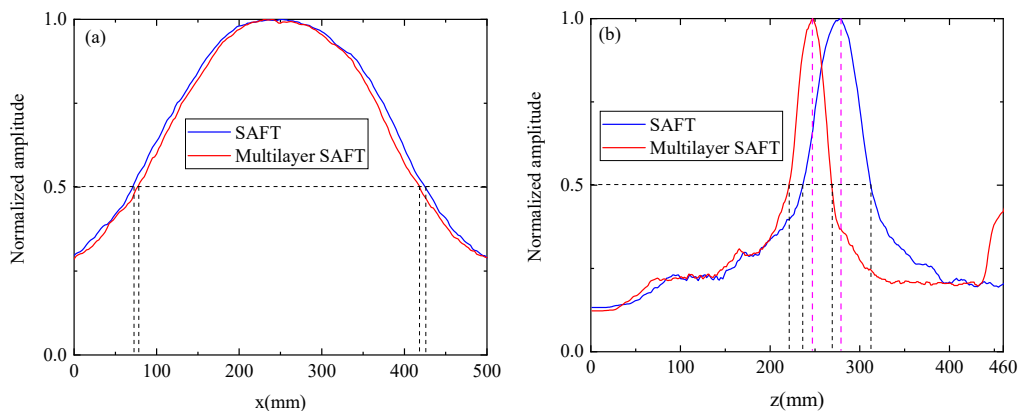 (a)
1.0
0.5
0.0
Normalized amplitude
SAFT
Multilayer SAFT
0 100 200 300 400 500
x(mm)
(b)
1.0
0.5
0.0
Normalized amplitude
SAFT
Multilayer SAFT
0 100 200 300 400 460
z(mm)